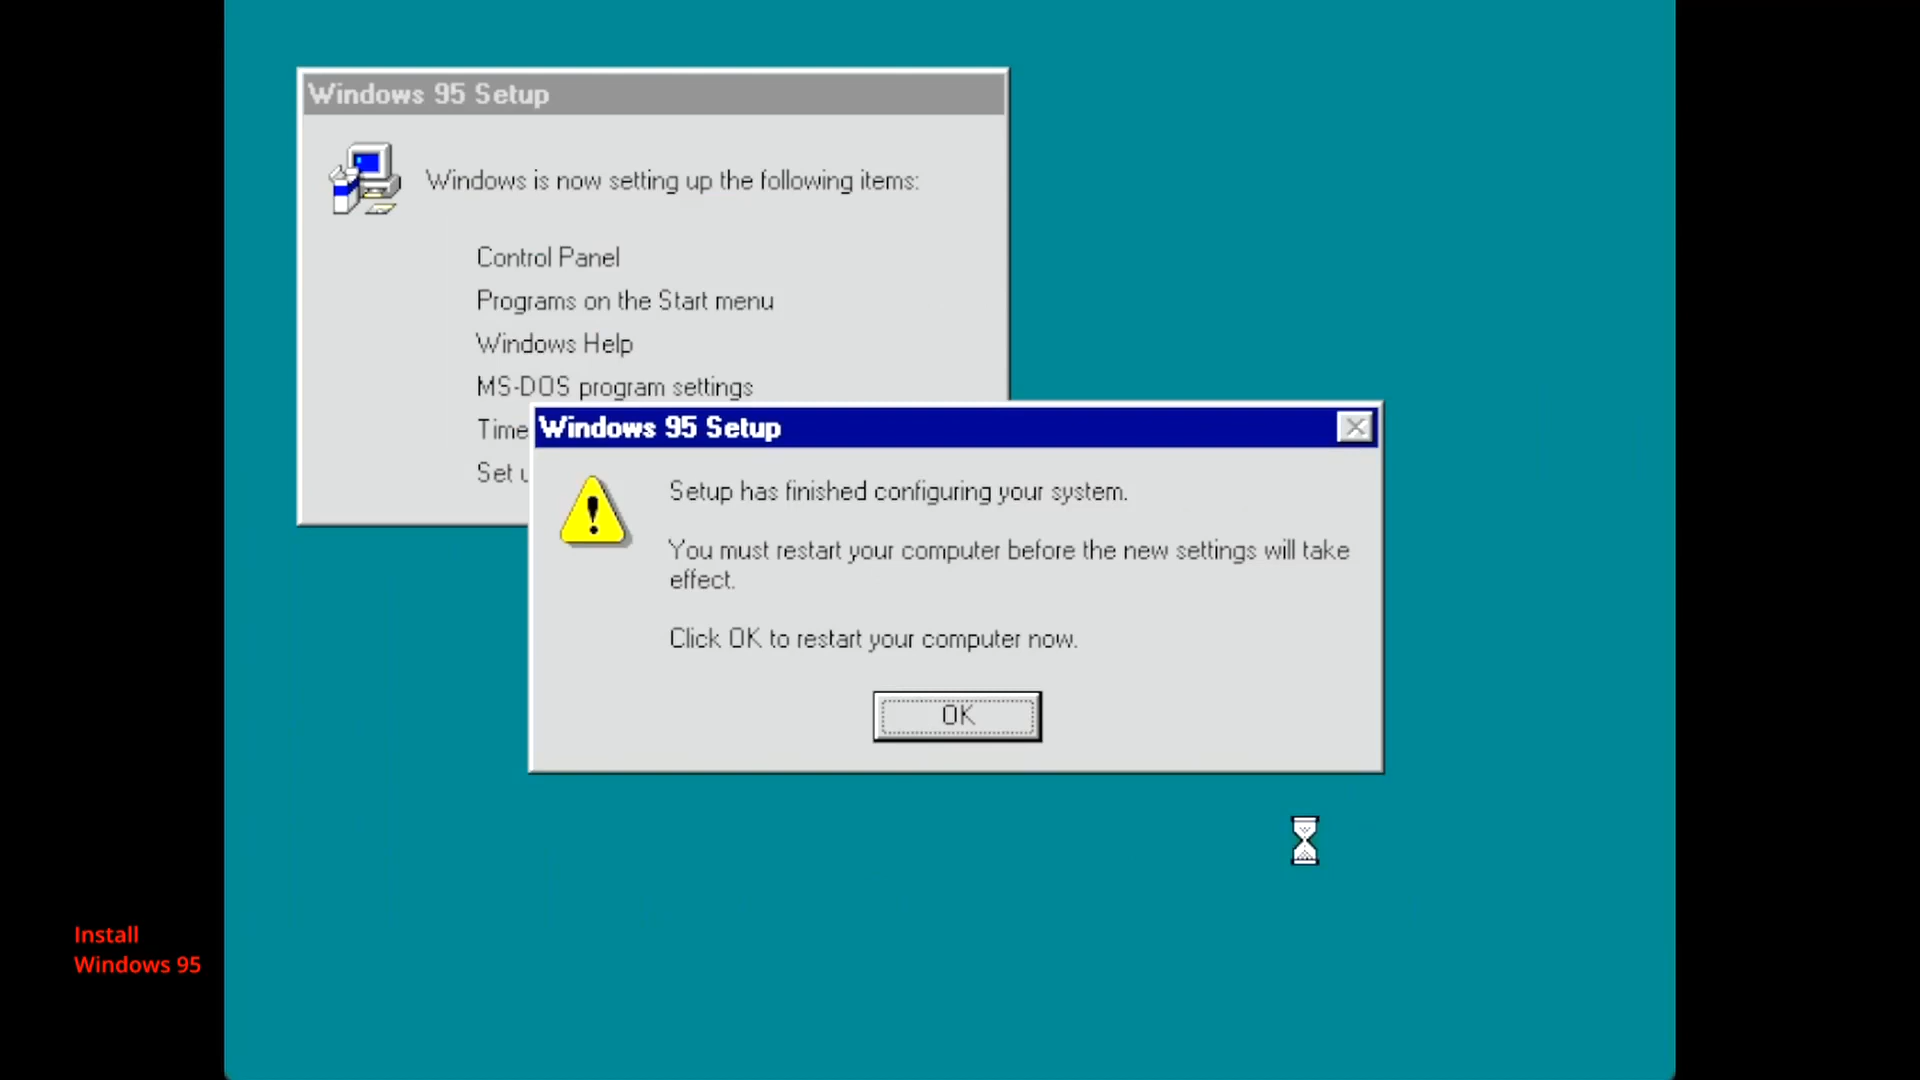 Windows 95 Setup
Windows is now setting up the following items:
Control Panel
Programs on the Start menu
Windows Help
MS-DOS program settings
Time
Set
Windows 95 Setup
Setup has finished configuring your system.
You must restart your computer before the new settings will take
effect.
Click OK to restart your computer now.
OK
Install
Windows 95